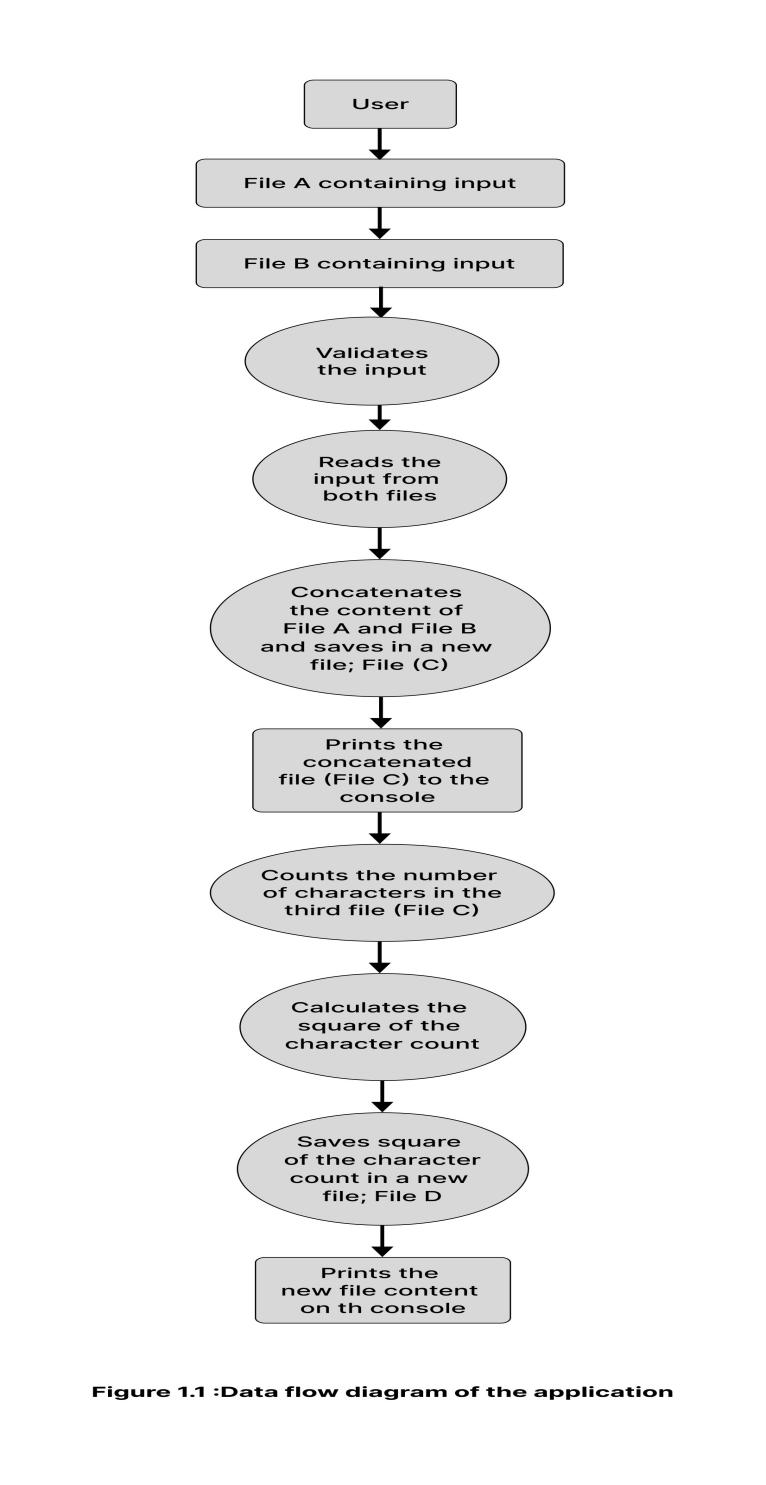 User
File A containing input
File B containing input
Validates
the input
Reads the
input from
both files
Concatenates
the content of
File A and File B
and saves in a new
file; File (C)
Prints the
concatenated
file (File C) to the
console
Counts the number
of characters in the
third file (File C)
Calculates the
square of the
character count
Saves square
of the character
count in a new
file; File D
Prints the
new file content
on th console
Figure 1.1 :Data flow diagram of the application